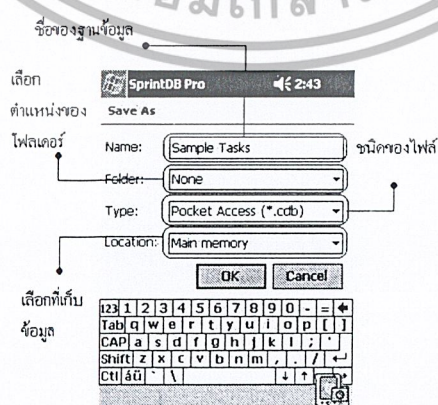 ชื่อของฐานข้อมูล
เลือก
ตำแหน่งของ
โฟลเดอร์
SprintDB Pro 2:43
Save As
Name: Sample Tasks
ชนิดของไฟล์
Folder: None
Type: Pocket Access (*.cdb)
Location: Main memory
OK Cancel
เลือกที่เก็บ
ข้อมูล
123 1 2 3 4 5 6 7 8 9 0 - =
Tab q w e r t y u i o p [ ]
CAP a s d f g h j k l ; '
Shift z x c v b n m , . /
Ctl áü ` \